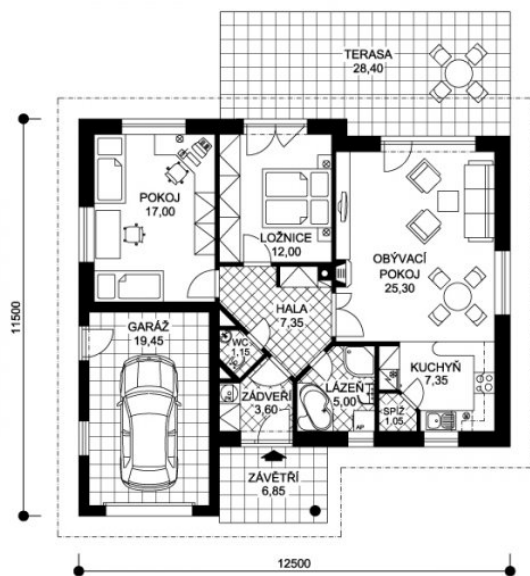 TERASA
28,40
POKOJ
17,00
LOŽNICE
12,00
OBÝVACÍ
POKOJ
25,30
HALA
7,35
GARÁŽ
19,45
WC
1,15
KUCHYŇ
7,35
LÁZEŇ
5,00
ZÁDVEŘÍ
3,60
SPÍŽ
1,05
AP
ZÁVĚTŘÍ
6,85
11500
12500